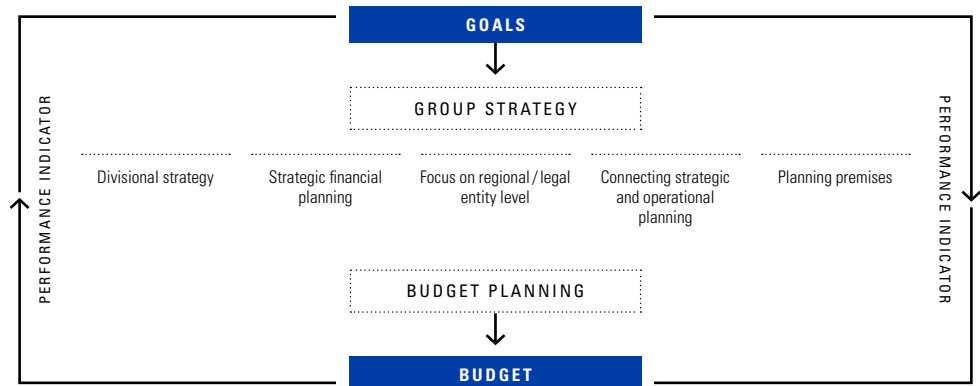 GOALS
GROUP STRATEGY
PERFORMANCE INDICATOR
PERFORMANCE INDICATOR
Divisional strategy
Strategic financial
planning
Focus on regional / legal
entity level
Connecting strategic
and operational
planning
Planning premises
BUDGET PLANNING
BUDGET